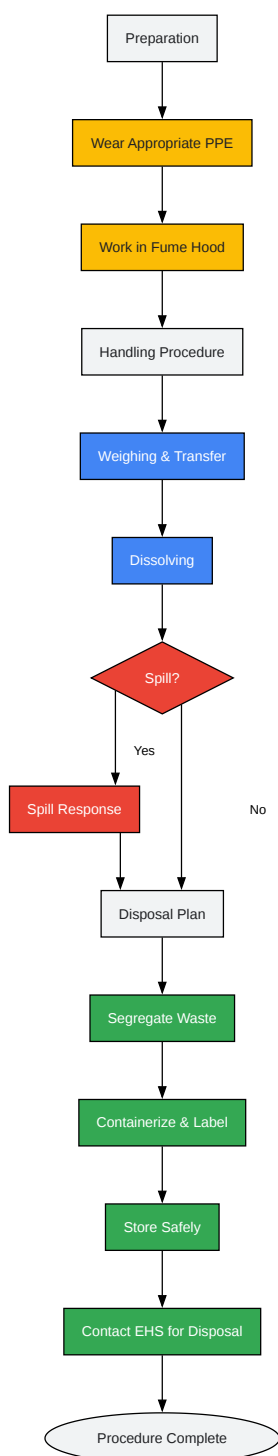 Preparation
Wear Appropriate PPE
Work in Fume Hood
Handling Procedure
Weighing & Transfer
Dissolving
Spill?
Yes
Spill Response
No
Disposal Plan
Segregate Waste
Containerize & Label
Store Safely
Contact EHS for Disposal
Procedure Complete